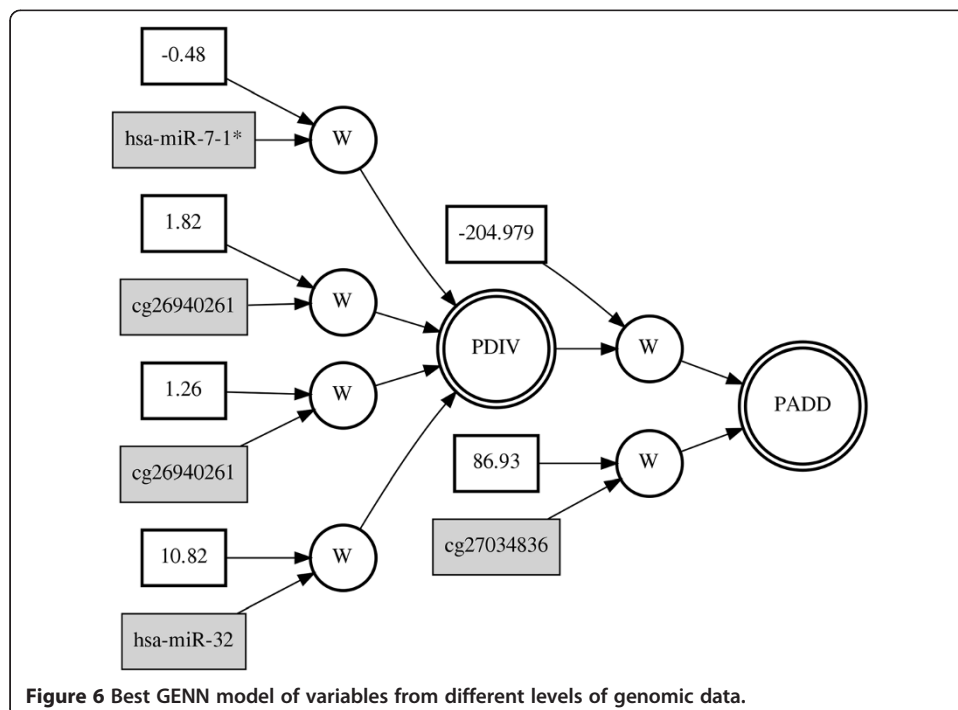 -0.48
hsa-miR-7-1*
W
1.82
cg26940261
W
1.26
cg26940261
W
10.82
hsa-miR-32
W
PDIV
-204.979
W
86.93
cg27034836
W
PADD
Figure 6 Best GENN model of variables from different levels of genomic data.